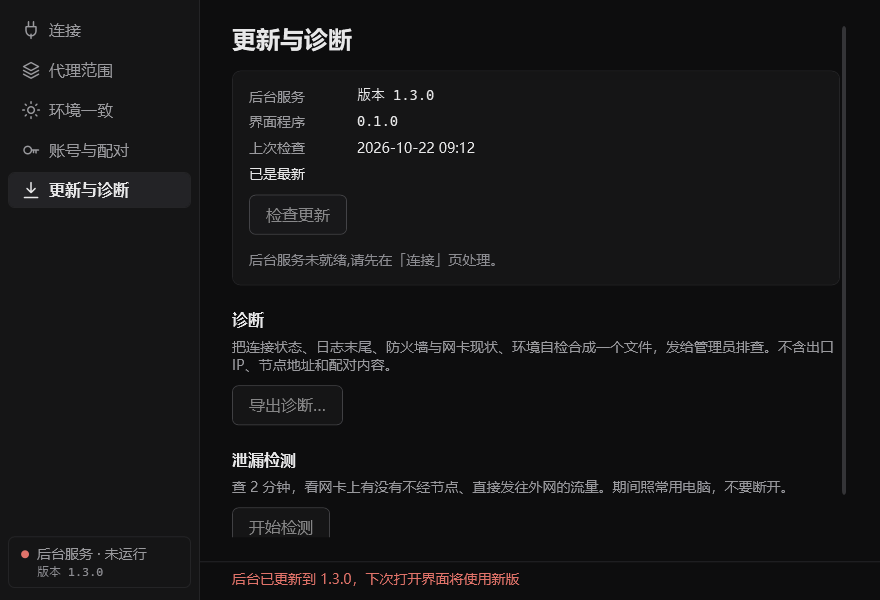 连接
代理范围
环境一致
账号与配对
更新与诊断
后台服务 · 未运行
版本 1.3.0
更新与诊断
后台服务 版本 1.3.0
界面程序 0.1.0
上次检查 2026-10-22 09:12
已是最新
检查更新
后台服务未就绪,请先在「连接」页处理。
诊断
把连接状态、日志末尾、防火墙与网卡现状、环境自检合成一个文件，发给管理员排查。不含出口
IP、节点地址和配对内容。
导出诊断...
泄漏检测
查 2 分钟，看网卡上有没有不经节点、直接发往外网的流量。期间照常用电脑，不要断开。
开始检测
后台已更新到 1.3.0，下次打开界面将使用新版